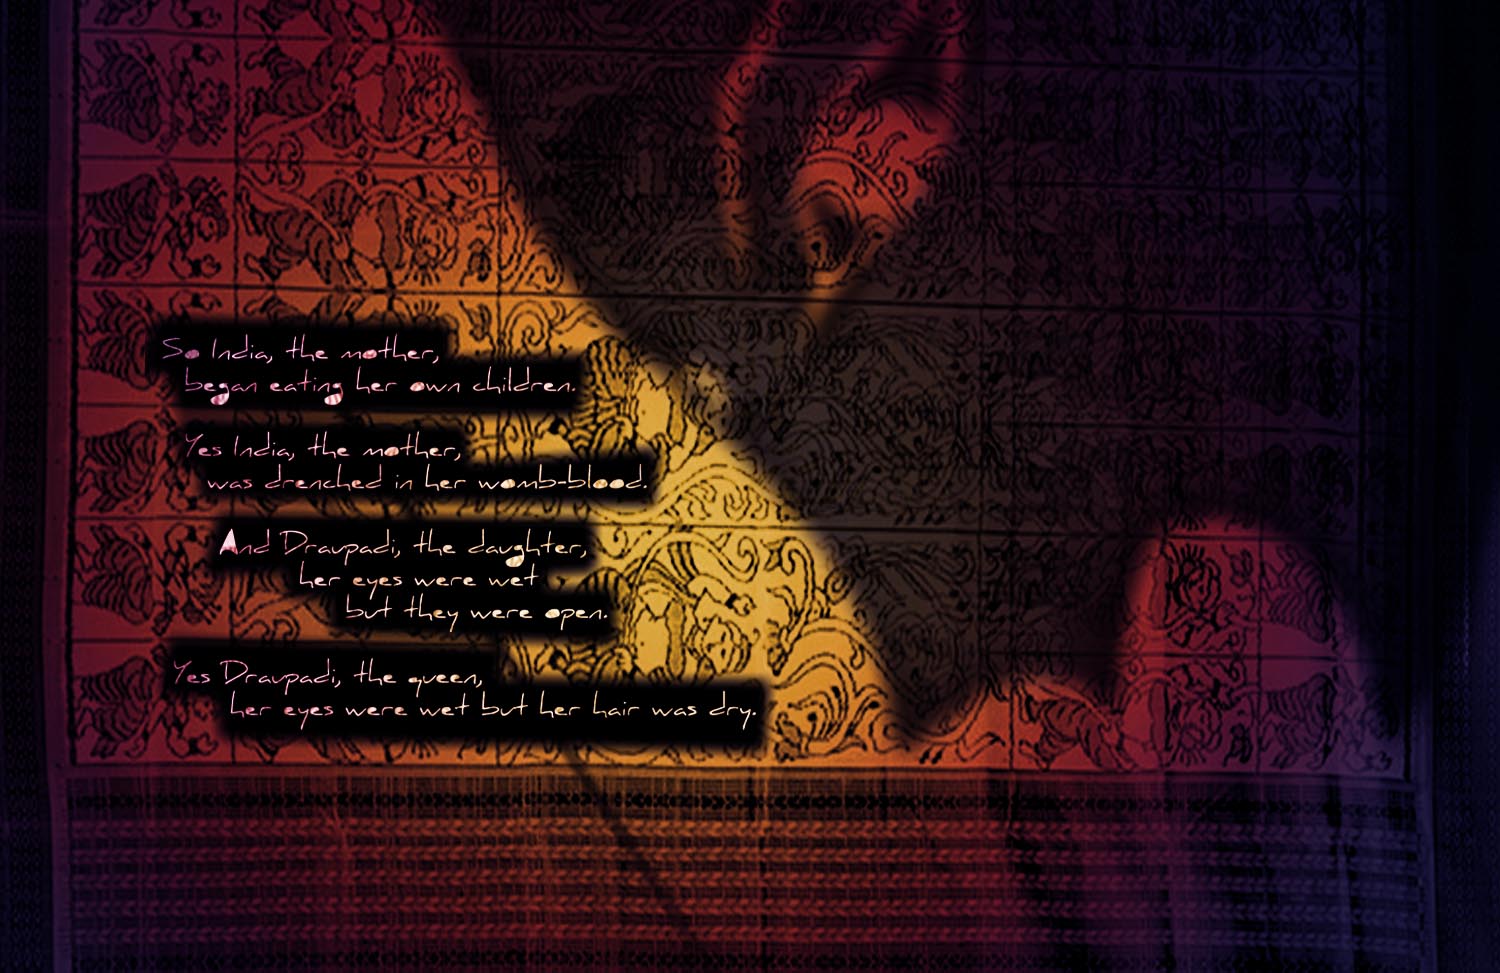 So India, the mother,
began eating her own children.
Yes India, the mother,
was drenched in her womb-blood.
And Draupadi, the daughter,
her eyes were wet
but they were open.
Yes Draupadi, the queen,
her eyes were wet but her hair was dry.